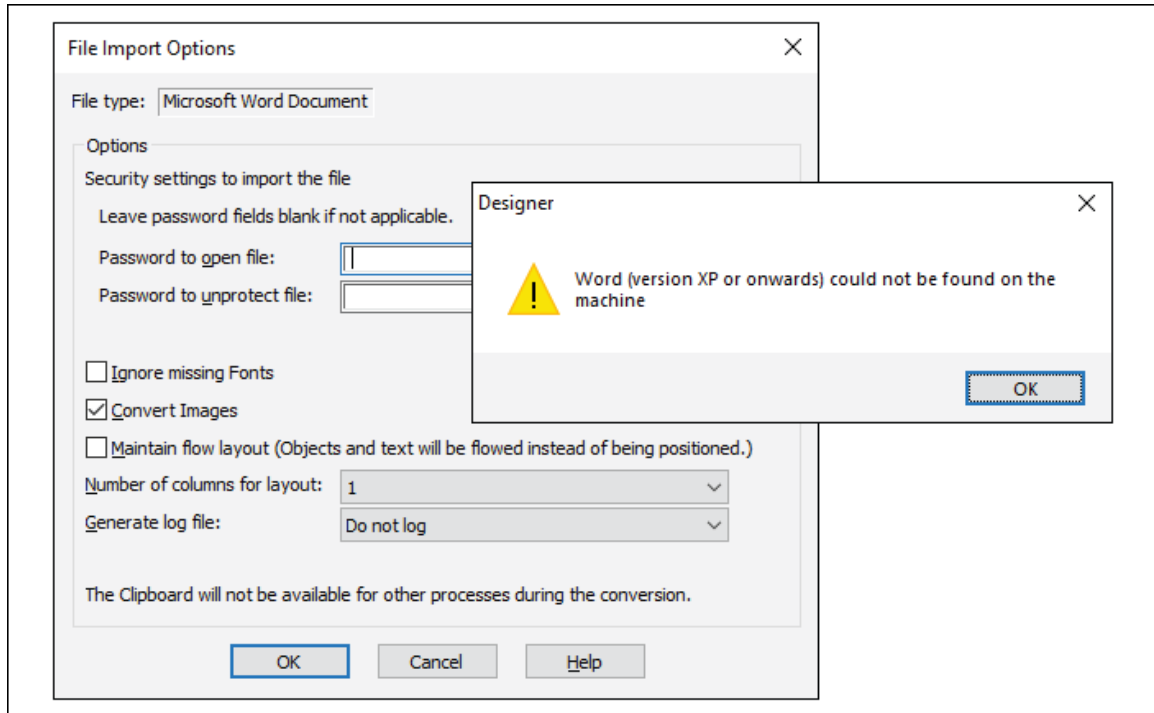 File Import Options
File type: Microsoft Word Document
Options
Security settings to import the file
Leave password fields blank if not applicable.
Password to open file:
Password to unprotect file:
Designer
Word (version XP or onwards) could not be found on the
machine
OK
Ignore missing Fonts
Convert Images
Maintain flow layout (Objects and text will be flowed instead of being positioned.)
Number of columns for layout: 1
Generate log file: Do not log
The Clipboard will not be available for other processes during the conversion.
OK Cancel Help